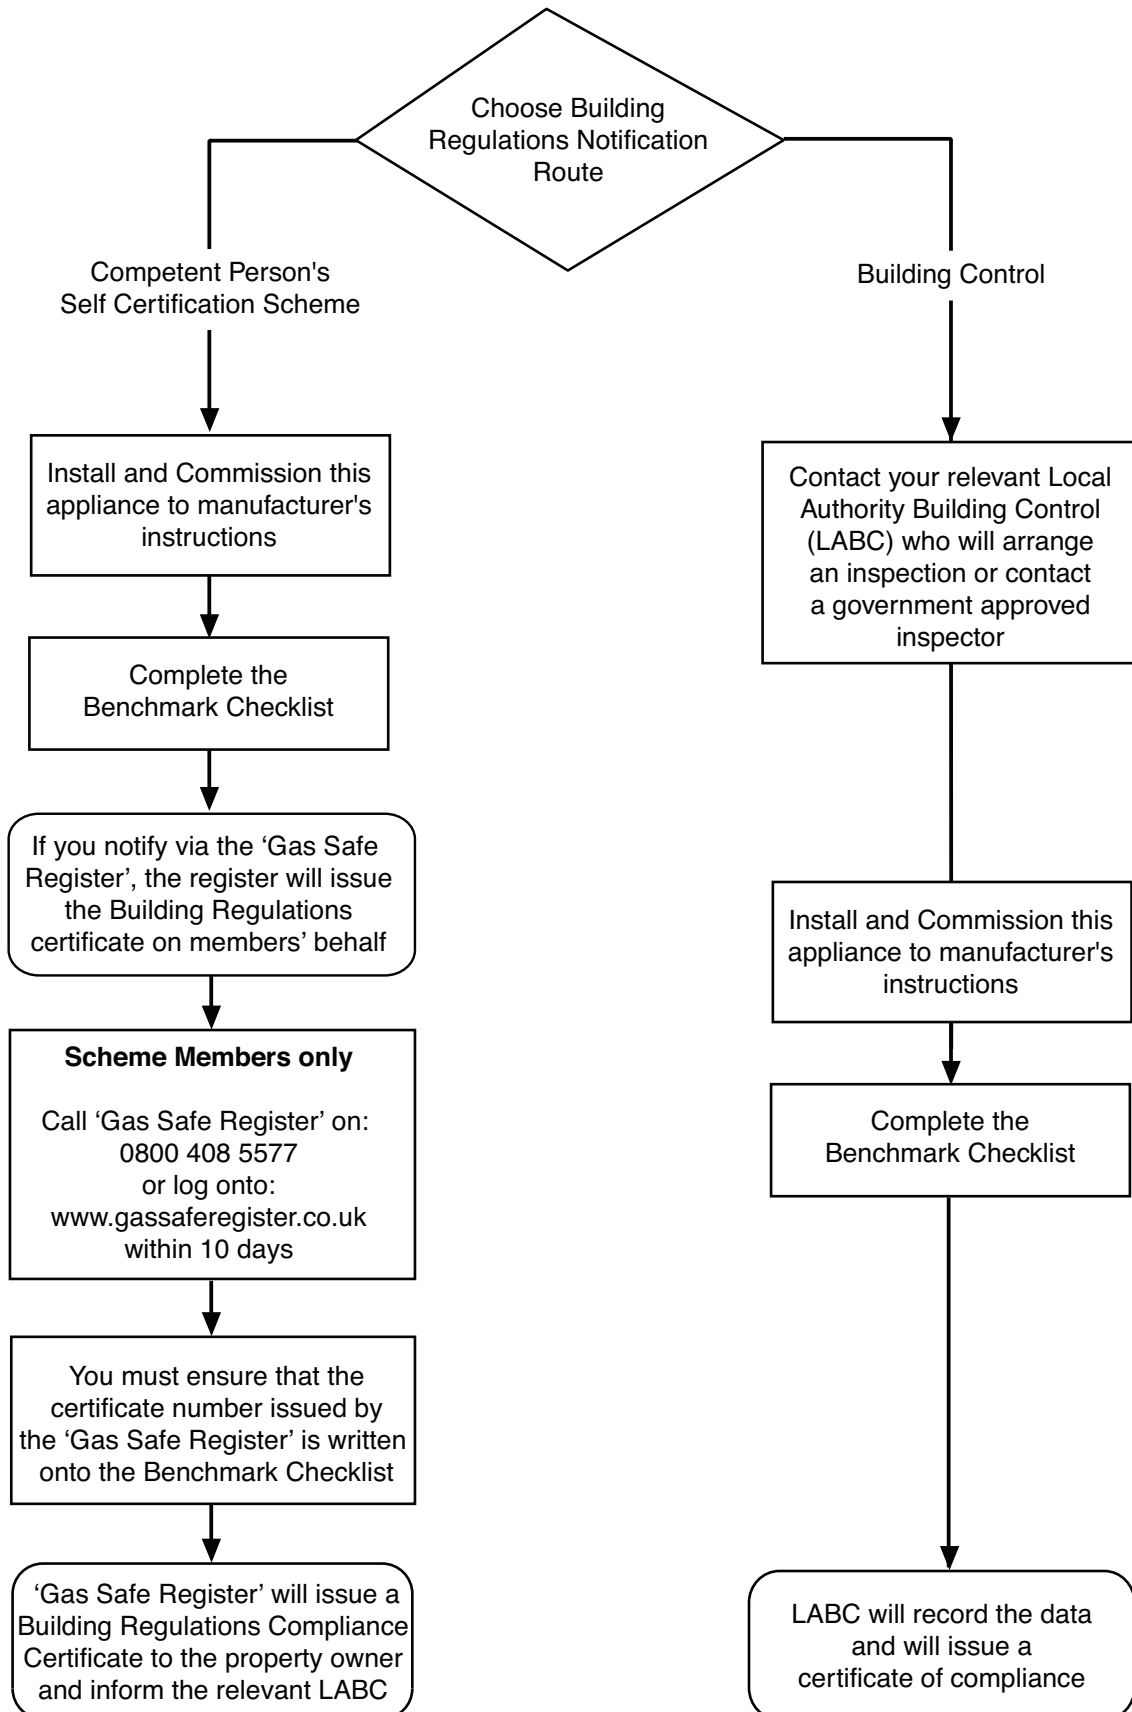 Choose Building
Regulations Notification
Route
Competent Person's
Self Certification Scheme
Building Control
Install and Commission this
appliance to manufacturer's
instructions
Complete the
Benchmark Checklist
If you notify via the ‘Gas Safe
Register’, the register will issue
the Building Regulations
certificate on members’ behalf
Scheme Members only
Call ‘Gas Safe Register’ on:
0800 408 5577
or log onto:
www.gassaferegister.co.uk
within 10 days
You must ensure that the
certificate number issued by
the ‘Gas Safe Register’ is written
onto the Benchmark Checklist
‘Gas Safe Register’ will issue a
Building Regulations Compliance
Certificate to the property owner
and inform the relevant LABC
Contact your relevant Local
Authority Building Control
(LABC) who will arrange
an inspection or contact
a government approved
inspector
Install and Commission this
appliance to manufacturer's
instructions
Complete the
Benchmark Checklist
LABC will record the data
and will issue a
certificate of compliance